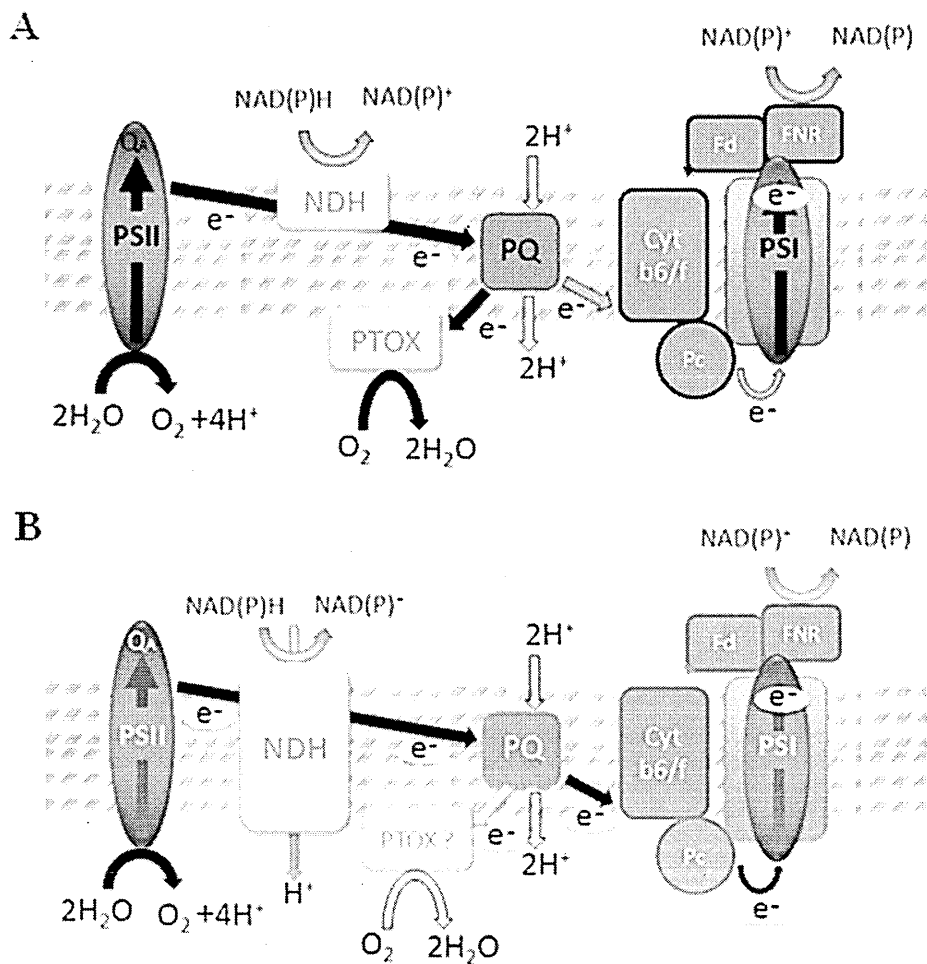 A
NAD(P)⁺ NAD(P)
NAD(P)H NAD(P)⁺
QA
2H⁺
Fd FNR
e-
NDH
PSII
e-
e-
PQ
Cyt
b6/f
PSI
e-
e-
PTOX
2H⁺
Pc
2H₂O O₂+4H⁺
O₂ 2H₂O
e-
B
NAD(P)⁺ NAD(P)
NAD(P)H NAD(P)⁻
QA
2H⁺
Fd FNR
e-
e-
PSII
NDH
e-
PQ
Cyt
b6/f
PSI
e-
PTOX ?
e-
2H⁺
Pc
H⁺
2H₂O O₂+4H⁺
e-
O₂ 2H₂O